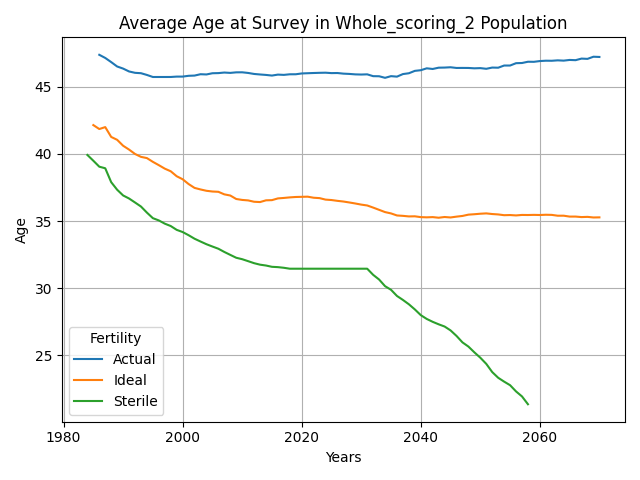 Average Age at Survey in Whole_scoring_2 Population
Age
45
40
35
30
25
Fertility
Actual
Ideal
Sterile
1980
2000
2020
2040
2060
Years